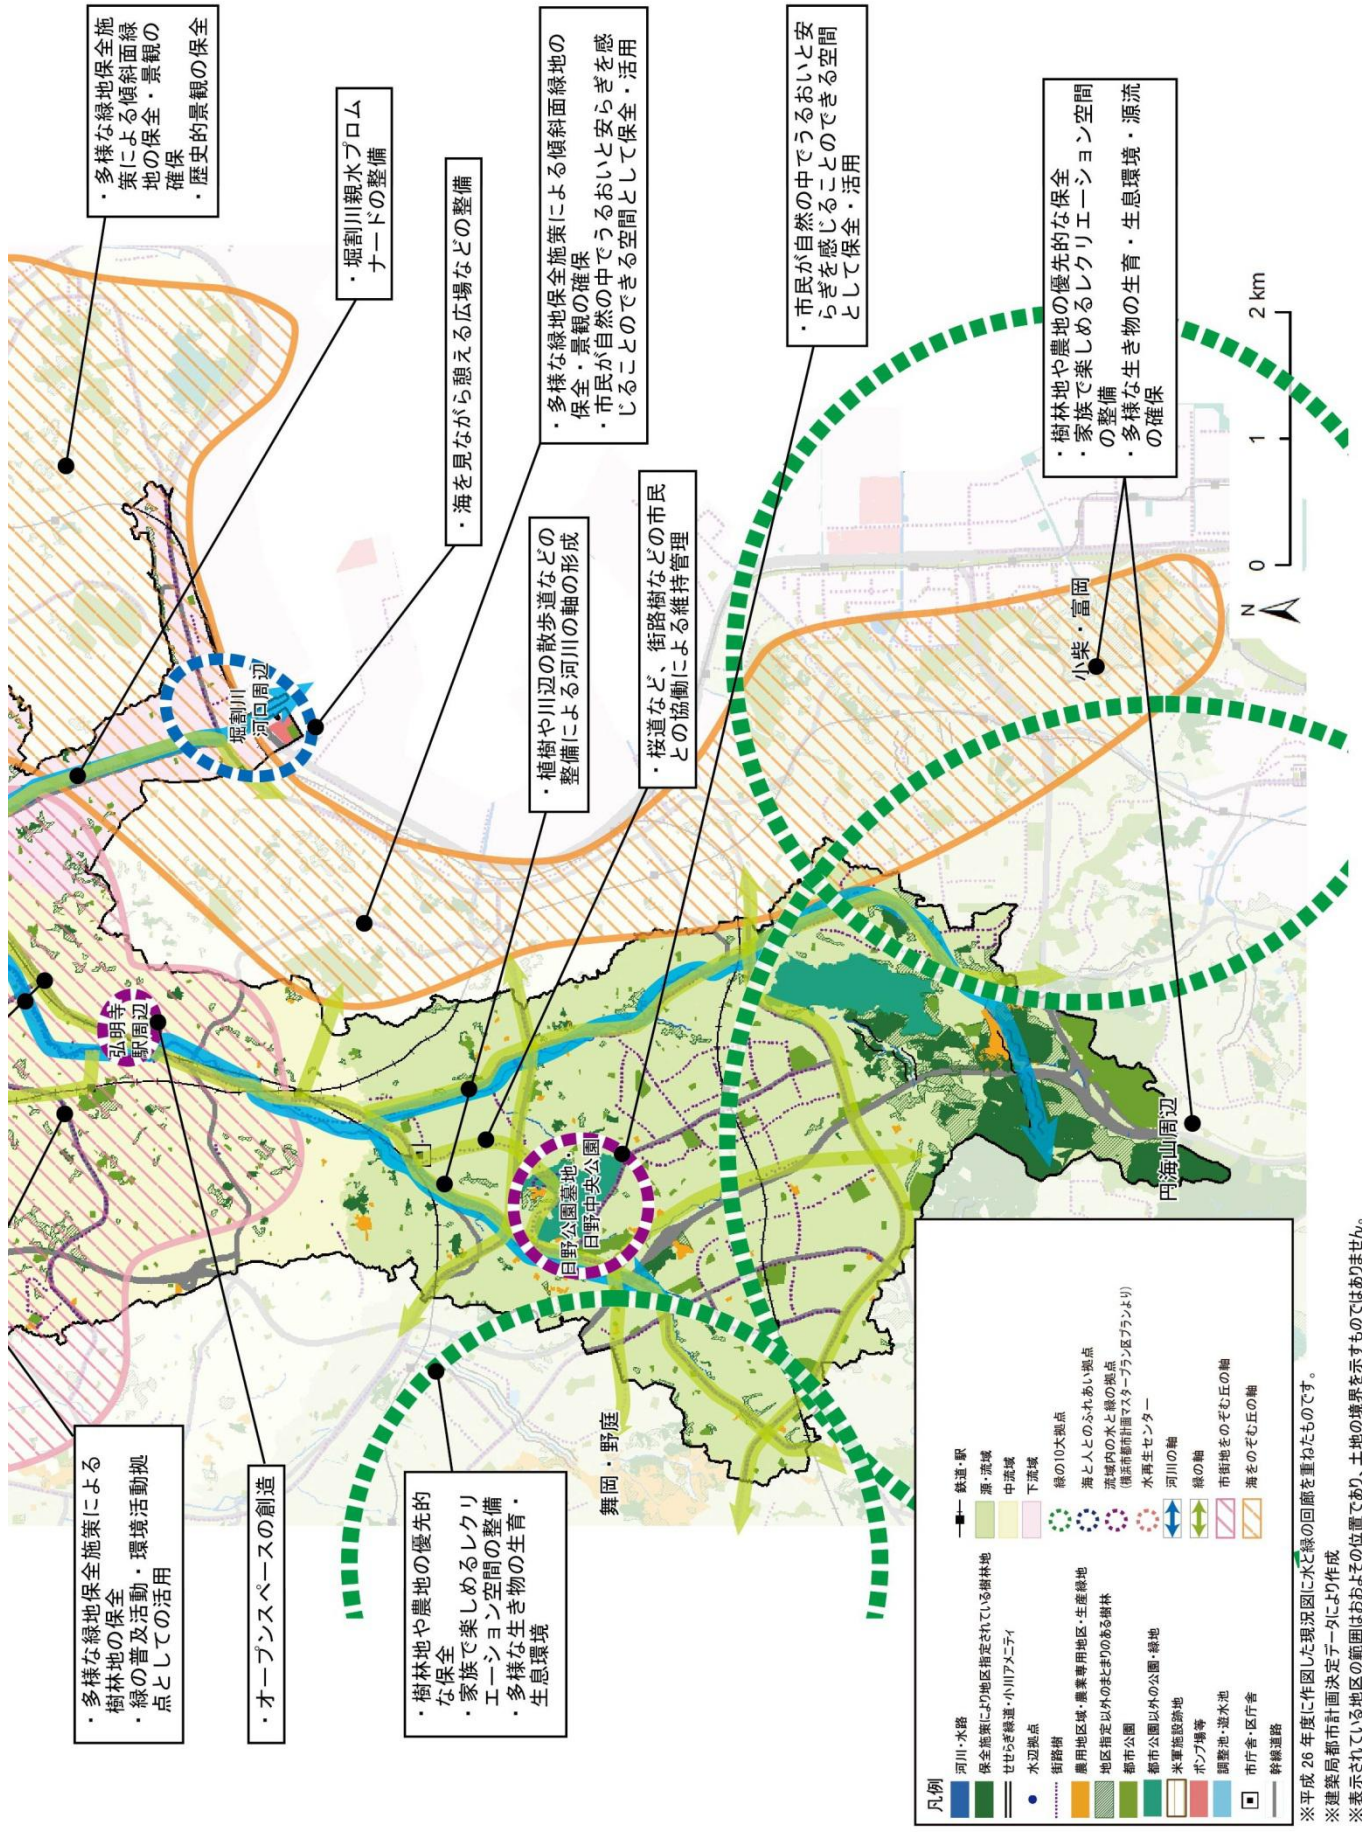 ・多様な緑地保全施策による
樹林地の保全
・緑の普及活動・環境活動拠
点としての活用
・オープンスペースの創造
・樹林地や農地の優先的
な保全
・家族で楽しめるレクリ
エーション空間の整備
・多様な生き物の生育・
生息環境
・多様な緑地保全施
策による傾斜面緑
地の保全・景観の
確保
・歴史的景観の保全
・堀割川親水プロム
ナードの整備
・海を見ながら憩える広場などの整備
・多様な緑地保全施策による傾斜面緑地の
保全・景観の確保
・市民が自然の中でうるおいと安らぎを感
じることのできる空間として保全・活用
・植樹や川辺の散歩道などの
整備による河川の軸の形成
・桜道など、街路樹などの市民
との協働による維持管理
・市民が自然の中でうるおいと安
らぎを感じることのできる空間
として保全・活用
・樹林地や農地の優先的な保全
・家族で楽しめるレクリエーション空間
の整備
・多様な生き物の生育・生息環境・源流
の確保
弘明寺
駅周辺
堀割川
河口周辺
日野公園墓地・
日野中央公園
舞岡・野庭
小柴・富岡
円海山周辺
N
0 1 2 km
凡例
河川・水路
保全施策により地区指定されている樹林地
せせらぎ緑道・小川アメニティ
水辺拠点
街路樹
農用地区域・農業専用地区・生産緑地
地区指定以外のまとまりのある樹林
都市公園
都市公園以外の公園・緑地
米軍施設跡地
ポンプ場等
調整池・遊水池
市庁舎・区庁舎
幹線道路
鉄道・駅
源・流域
中流域
下流域
緑の10大拠点
海と人とのふれあい拠点
流域内の水と緑の拠点
(横浜市都市計画マスタープラン区プランより)
水再生センター
河川の軸
緑の軸
市街地をのぞむ丘の軸
海をのぞむ丘の軸
※平成 26 年度に作図した現況図に水と緑の回廊を重ねたものです。
※建築局都市計画決定データにより作成
※表示されている地区の範囲はおおよその位置であり、土地の境界を示すものではありません。